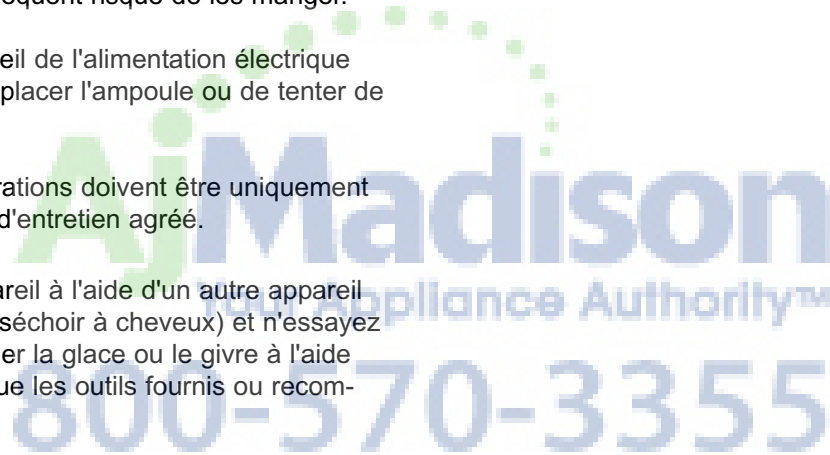 de les manger.
eil de l'alimentation électrique
placer l'ampoule ou de tenter de
rations doivent être uniquement
d'entretien agréé.
areil à l'aide d'un autre appareil
séchoir à cheveux) et n'essayez
er la glace ou le givre à l'aide
ue les outils fournis ou recom-
AjMadison
Your Appliance Authority™
800-570-3355